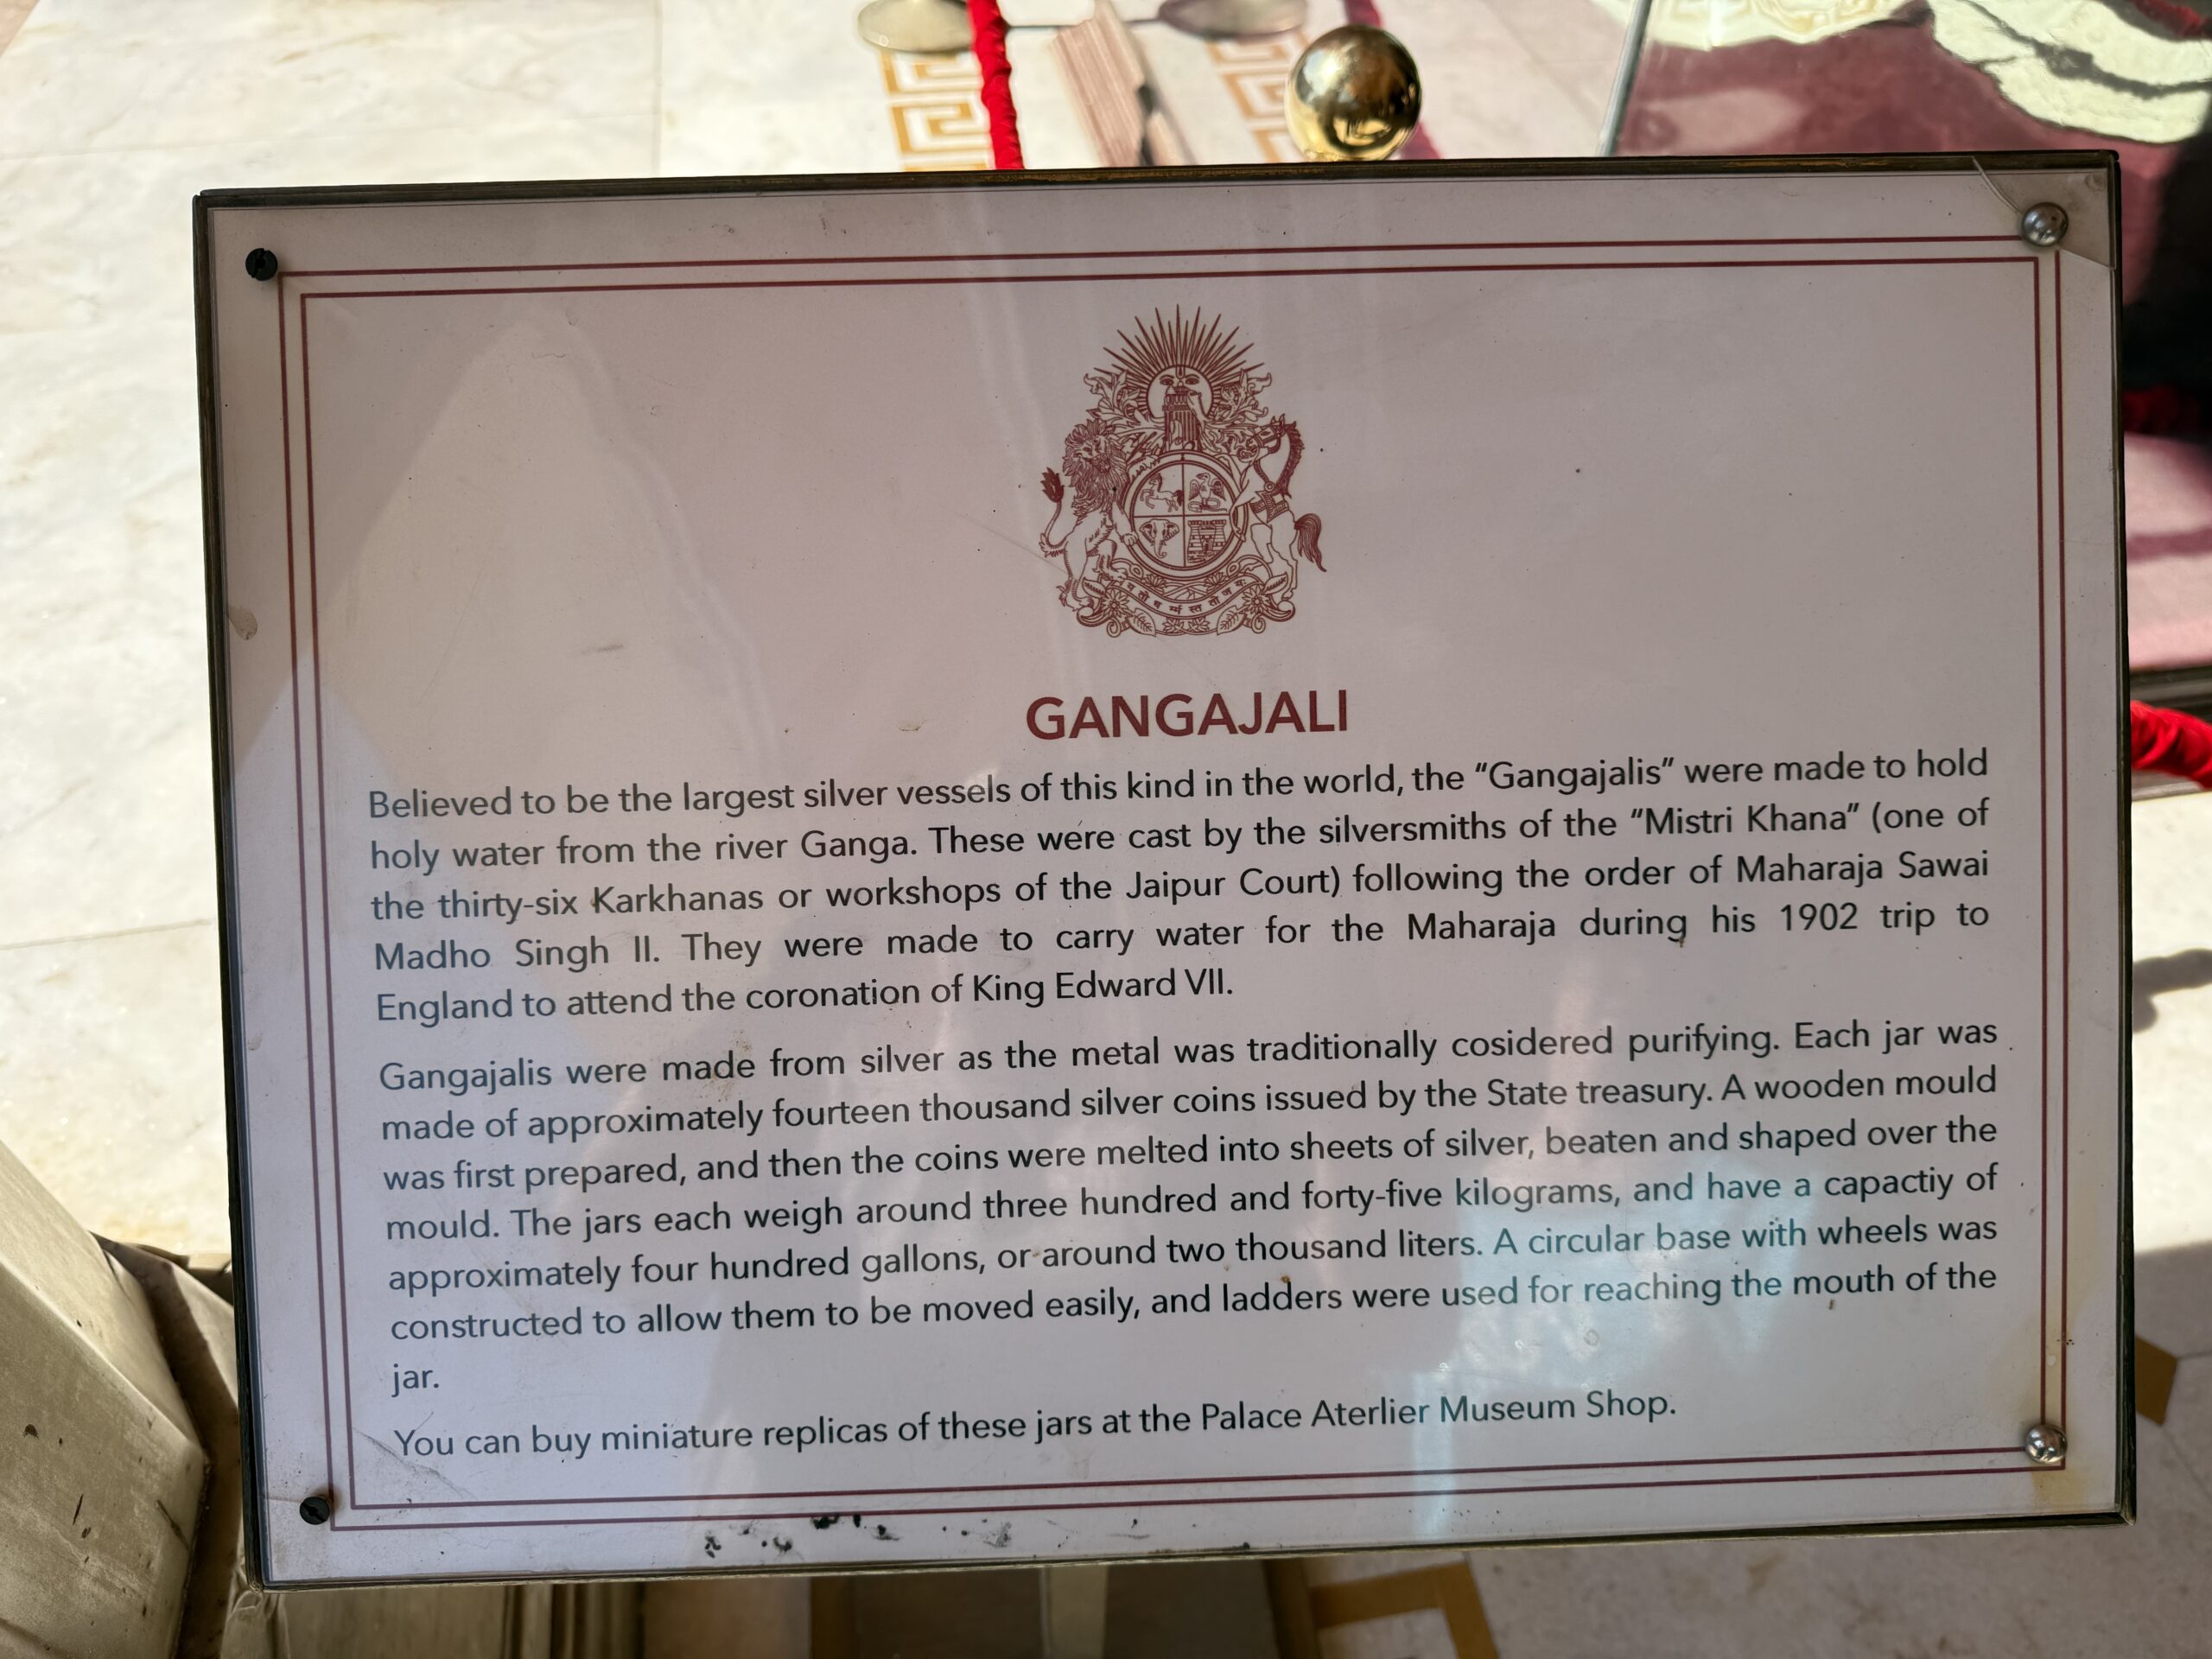 यतो धर्म्मस्ततो जयः
GANGAJALI
Believed to be the largest silver vessels of this kind in the world, the “Gangajalis” were made to hold
holy water from the river Ganga. These were cast by the silversmiths of the “Mistri Khana” (one of
the thirty-six Karkhanas or workshops of the Jaipur Court) following the order of Maharaja Sawai
Madho Singh II. They were made to carry water for the Maharaja during his 1902 trip to
England to attend the coronation of King Edward VII.
Gangajalis were made from silver as the metal was traditionally cosidered purifying. Each jar was
made of approximately fourteen thousand silver coins issued by the State treasury. A wooden mould
was first prepared, and then the coins were melted into sheets of silver, beaten and shaped over the
mould. The jars each weigh around three hundred and forty-five kilograms, and have a capactiy of
approximately four hundred gallons, or around two thousand liters. A circular base with wheels was
constructed to allow them to be moved easily, and ladders were used for reaching the mouth of the
jar.
You can buy miniature replicas of these jars at the Palace Aterlier Museum Shop.